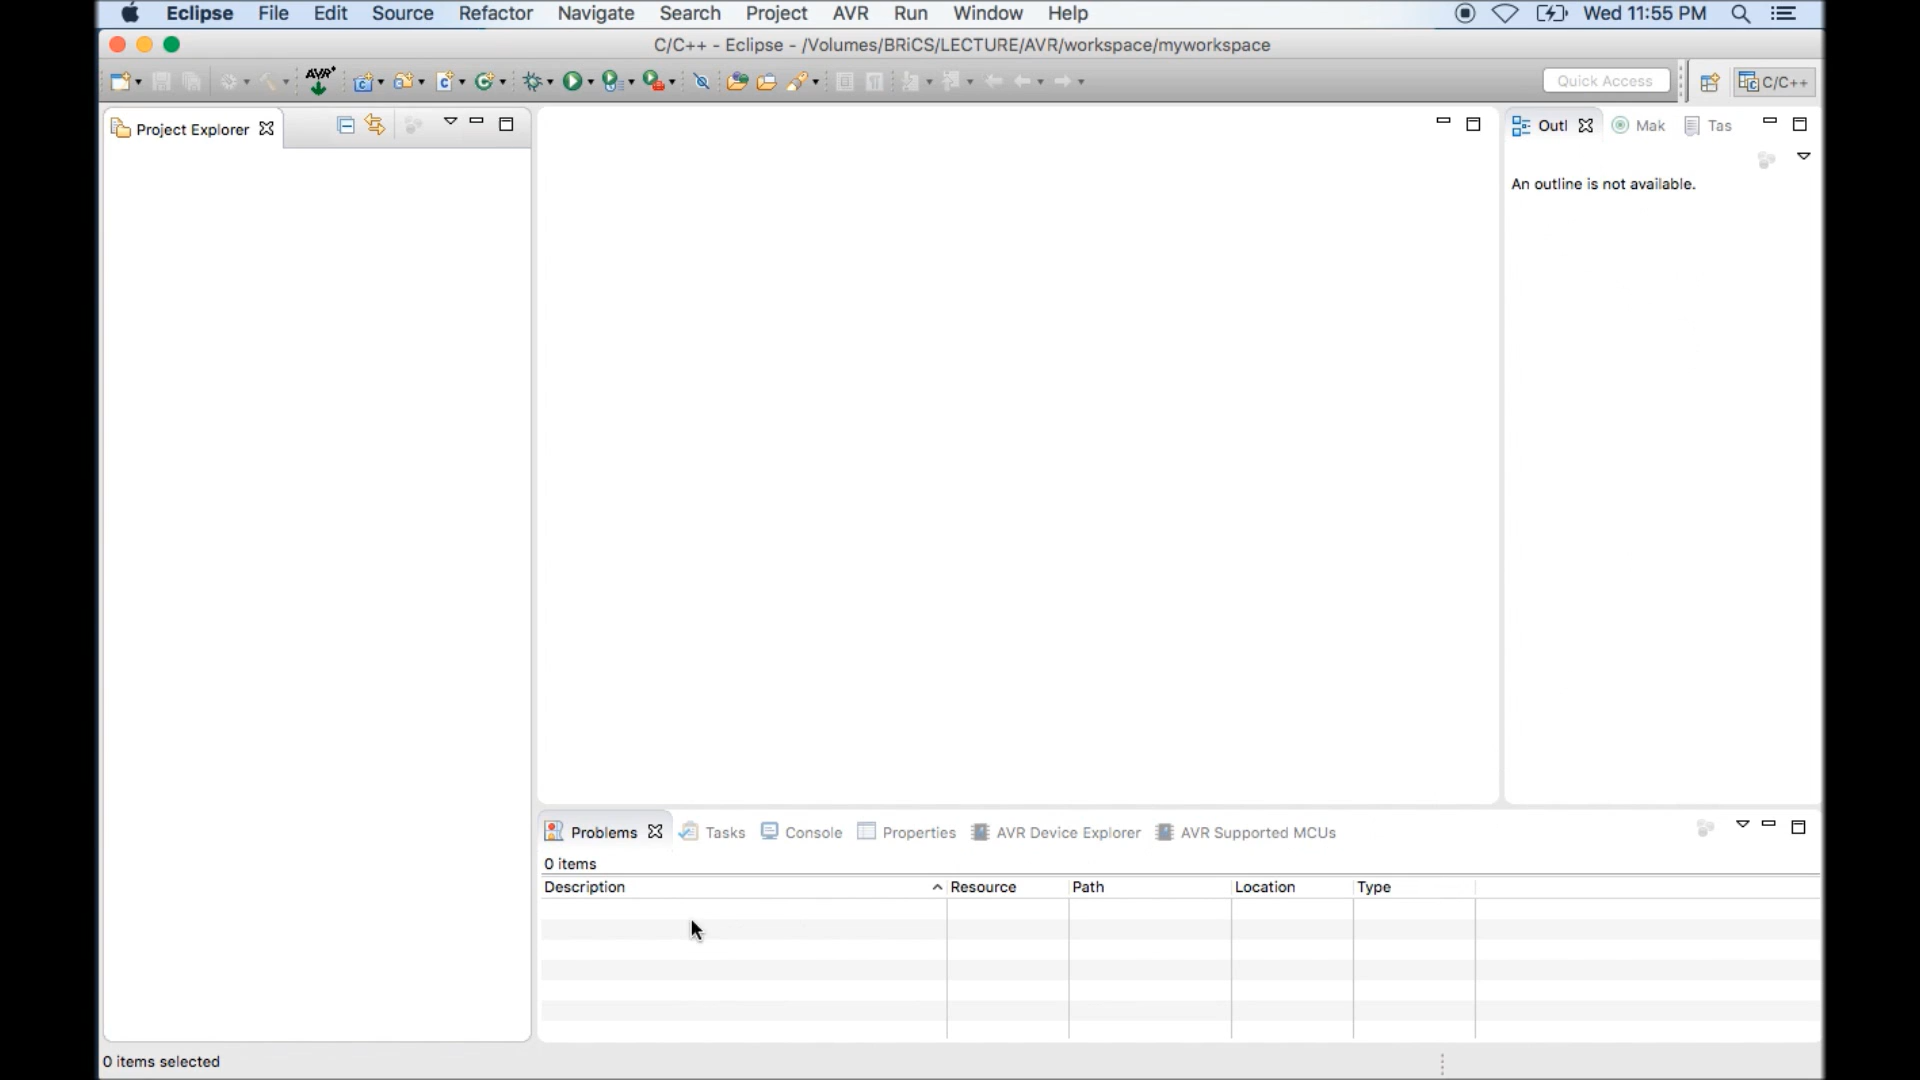 Eclipse File Edit Source Refactor Navigate Search Project AVR Run Window Help Wed 11:55 PM
C/C++ - Eclipse - /Volumes/BRiCS/LECTURE/AVR/workspace/myworkspace
AVR Quick Access C/C++
Project Explorer Outl Mak Tas
An outline is not available.
Problems Tasks Console Properties AVR Device Explorer AVR Supported MCUs
0 items
Description Resource Path Location Type
0 items selected